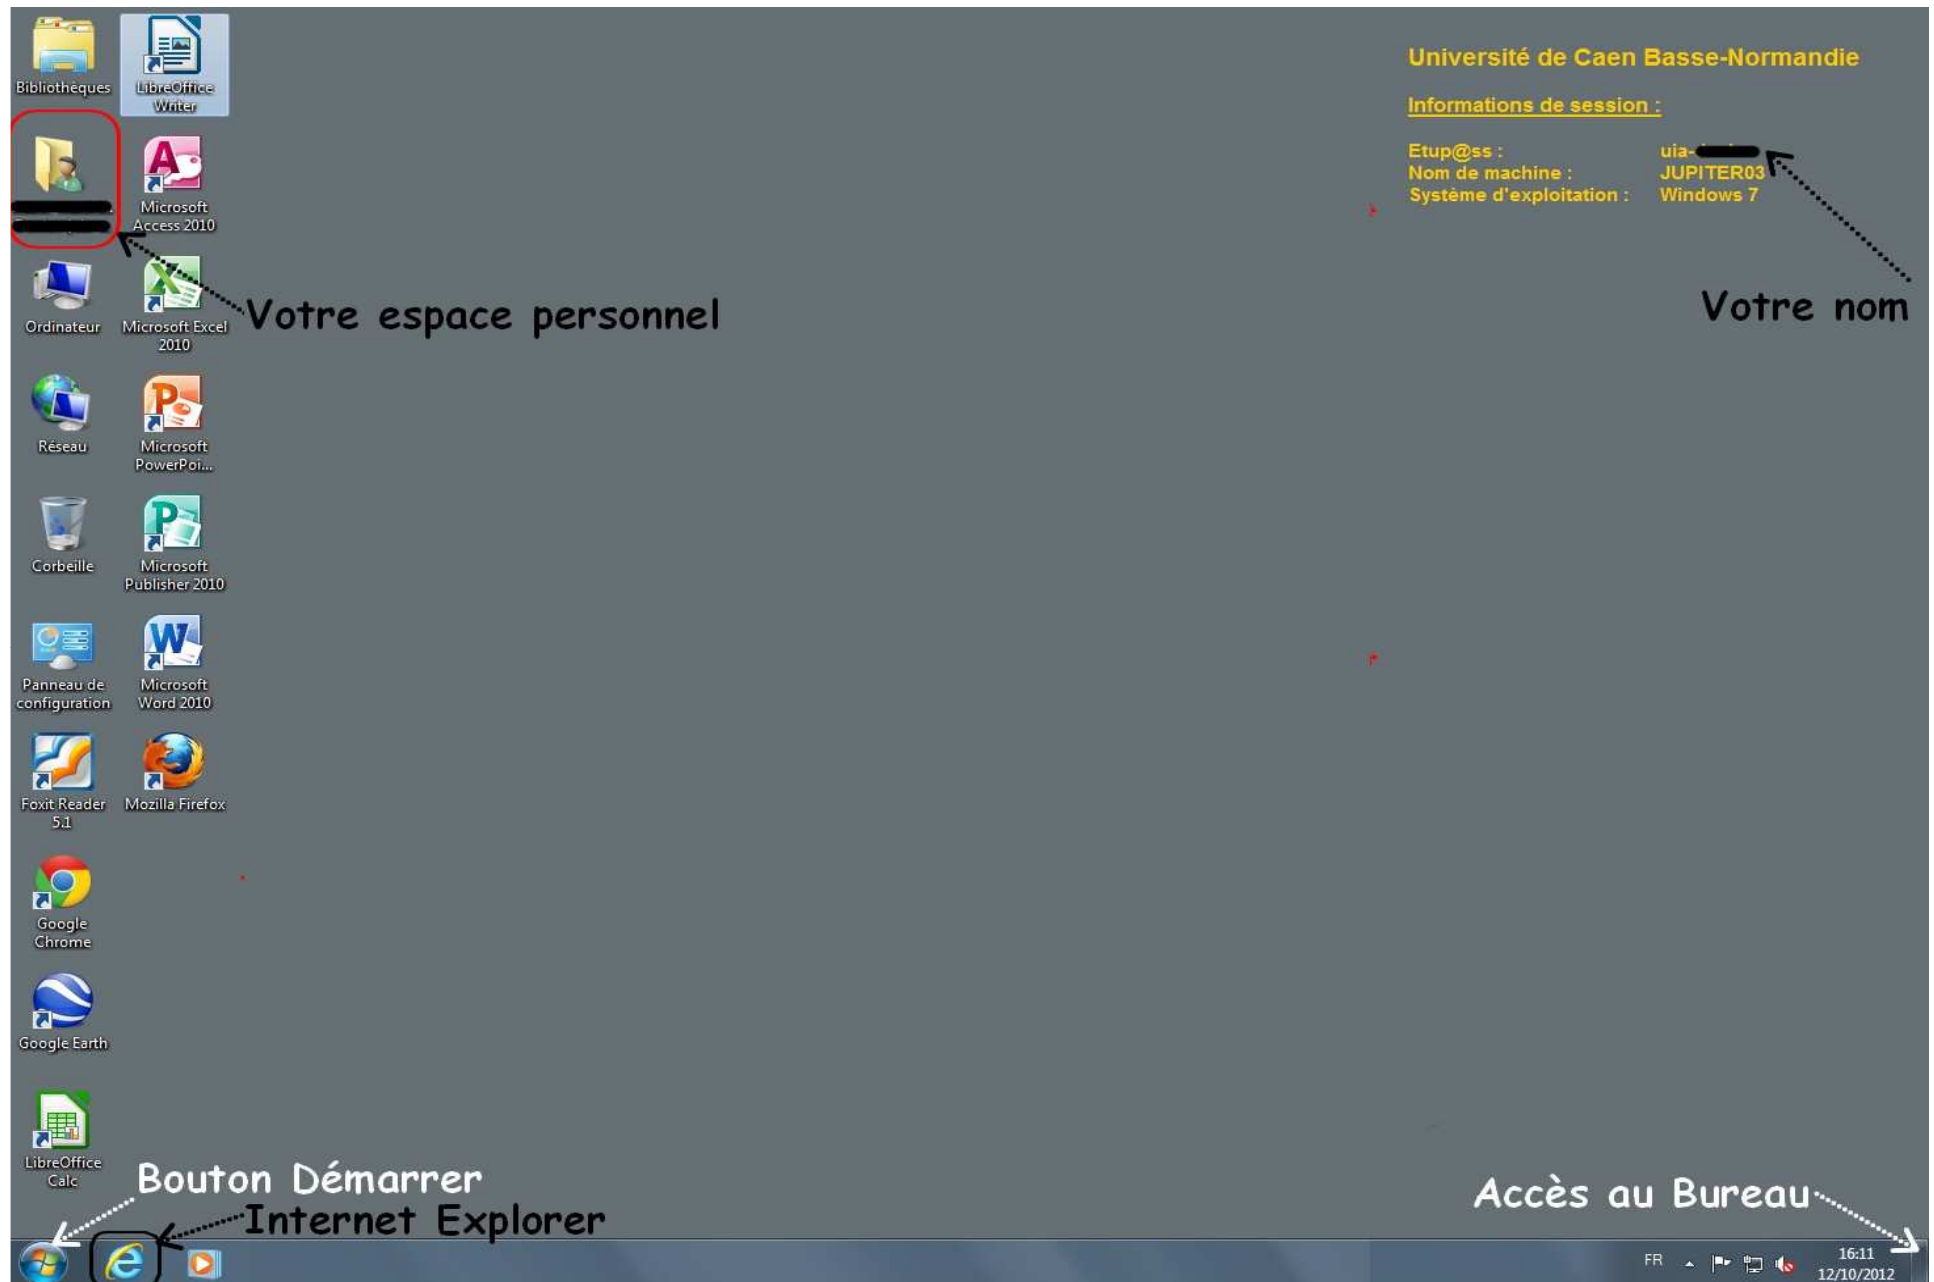 Bibliothèques
LibreOffice
Writer
Microsoft
Access 2010
Ordinateur
Microsoft Excel
2010
Réseau
Microsoft
PowerPoi...
Corbeille
Microsoft
Publisher 2010
Panneau de
configuration
Microsoft
Word 2010
Foxit Reader
5.1
Mozilla Firefox
Google
Chrome
Google Earth
LibreOffice
Calc
Votre espace personnel
Université de Caen Basse-Normandie
Informations de session :
Etup@ss : uia-
Nom de machine : JUPITER03
Système d'exploitation : Windows 7
Votre nom
Bouton Démarrer
Internet Explorer
Accès au Bureau
FR
16:11
12/10/2012